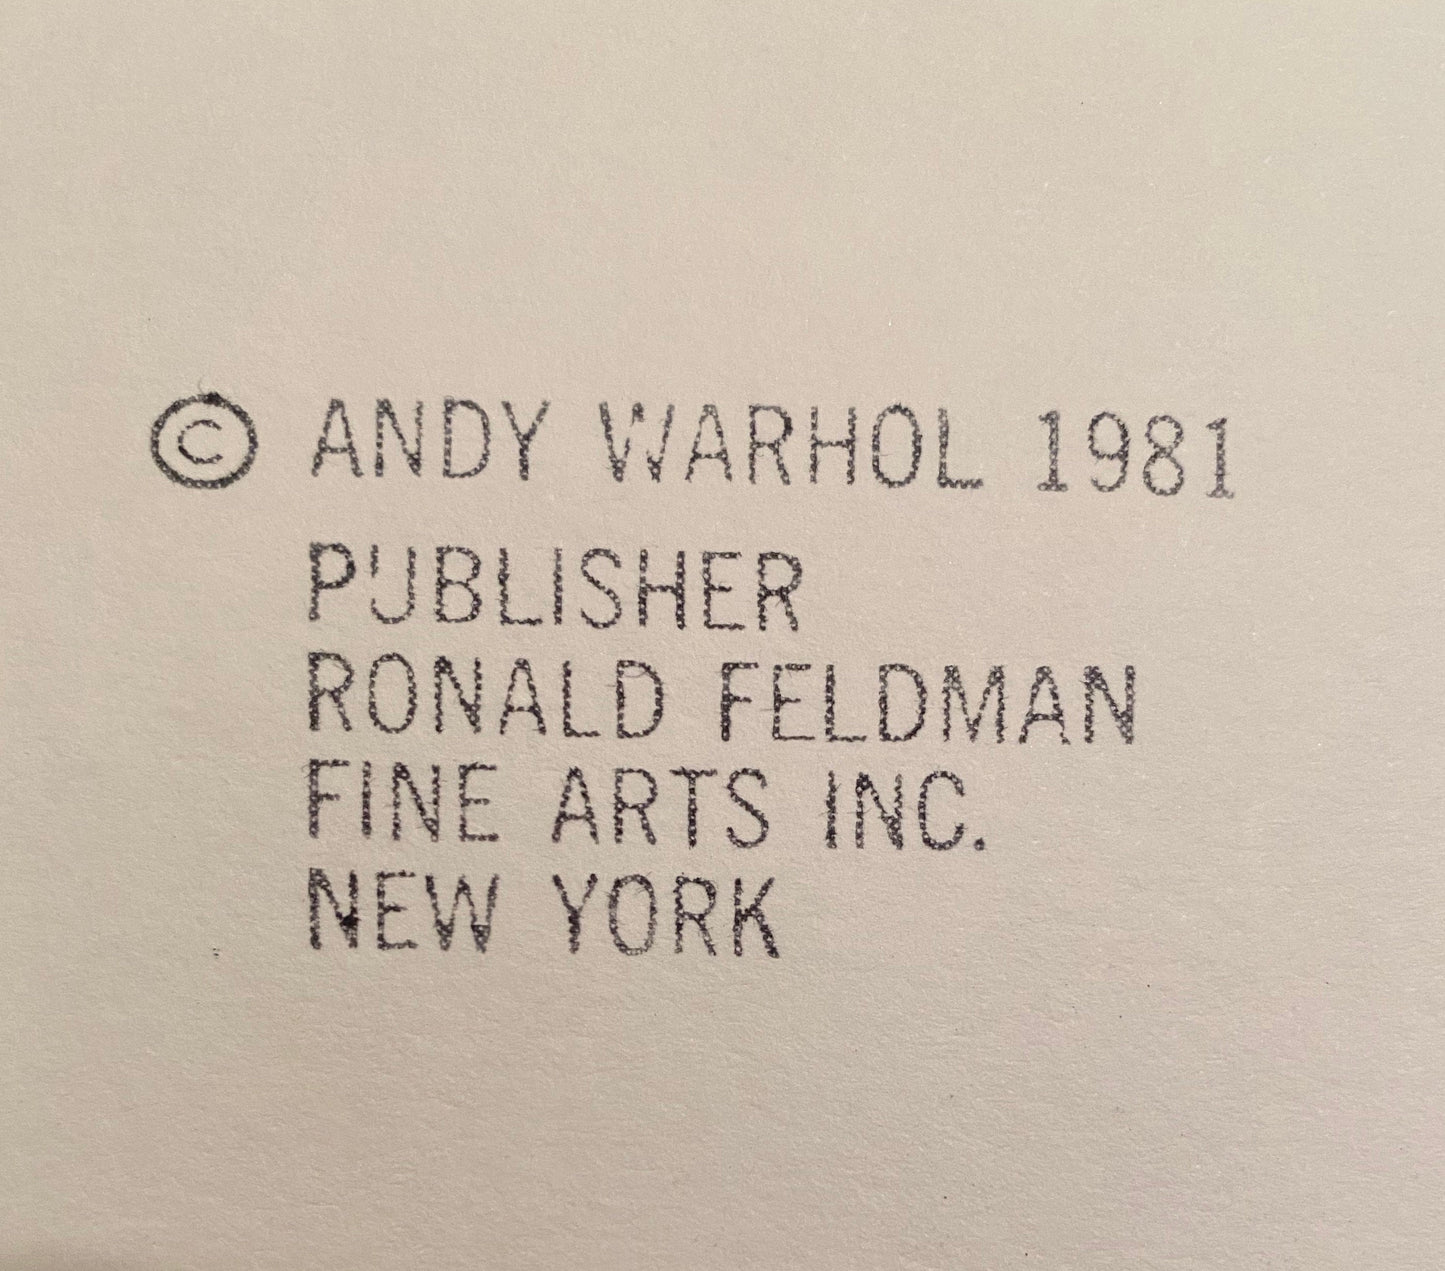 © ANDY WARHOL 1981
PUBLISHER
RONALD FELDMAN
FINE ARTS INC.
NEW YORK